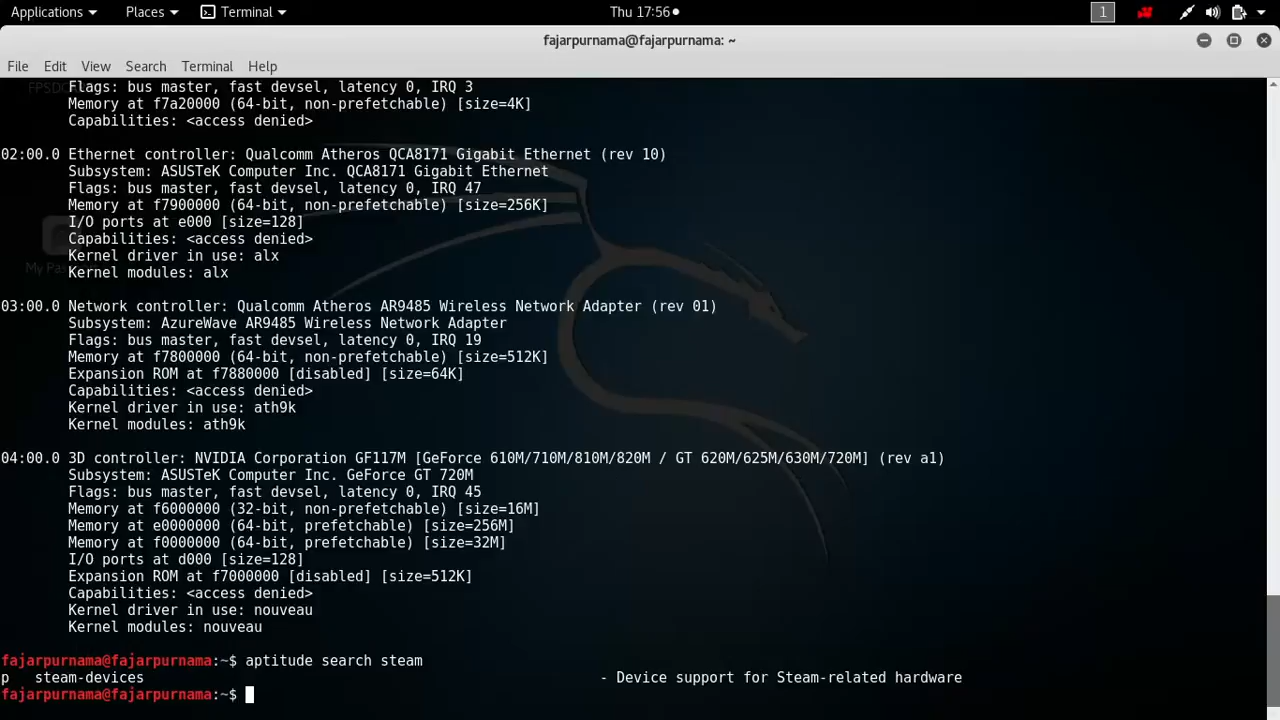 Applications Places Terminal Thu 17:56 1
fajarpurnama@fajarpurnama: ~
File Edit View Search Terminal Help
Flags: bus master, fast devsel, latency 0, IRQ 3
Memory at f7a20000 (64-bit, non-prefetchable) [size=4K]
Capabilities: <access denied>
02:00.0 Ethernet controller: Qualcomm Atheros QCA8171 Gigabit Ethernet (rev 10)
Subsystem: ASUSTeK Computer Inc. QCA8171 Gigabit Ethernet
Flags: bus master, fast devsel, latency 0, IRQ 47
Memory at f7900000 (64-bit, non-prefetchable) [size=256K]
I/O ports at e000 [size=128]
Capabilities: <access denied>
Kernel driver in use: alx
Kernel modules: alx
03:00.0 Network controller: Qualcomm Atheros AR9485 Wireless Network Adapter (rev 01)
Subsystem: AzureWave AR9485 Wireless Network Adapter
Flags: bus master, fast devsel, latency 0, IRQ 19
Memory at f7800000 (64-bit, non-prefetchable) [size=512K]
Expansion ROM at f7880000 [disabled] [size=64K]
Capabilities: <access denied>
Kernel driver in use: ath9k
Kernel modules: ath9k
04:00.0 3D controller: NVIDIA Corporation GF117M [GeForce 610M/710M/810M/820M / GT 620M/625M/630M/720M] (rev a1)
Subsystem: ASUSTeK Computer Inc. GeForce GT 720M
Flags: bus master, fast devsel, latency 0, IRQ 45
Memory at f6000000 (32-bit, non-prefetchable) [size=16M]
Memory at e0000000 (64-bit, prefetchable) [size=256M]
Memory at f0000000 (64-bit, prefetchable) [size=32M]
I/O ports at d000 [size=128]
Expansion ROM at f7000000 [disabled] [size=512K]
Capabilities: <access denied>
Kernel driver in use: nouveau
Kernel modules: nouveau
fajarpurnama@fajarpurnama:~$ aptitude search steam
p steam-devices - Device support for Steam-related hardware
fajarpurnama@fajarpurnama:~$